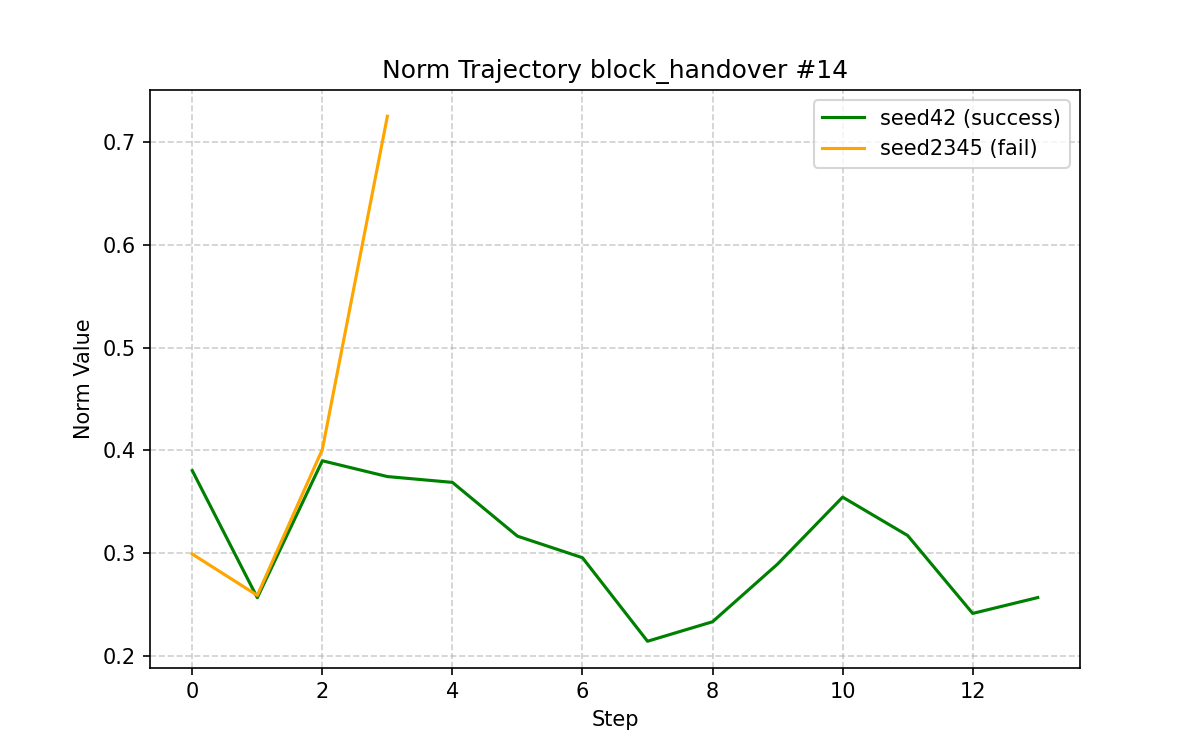 Norm Trajectory block_handover #14
seed42 (success)
seed2345 (fail)
Norm Value
0.7
0.6
0.5
0.4
0.3
0.2
0 2 4 6 8 10 12
Step